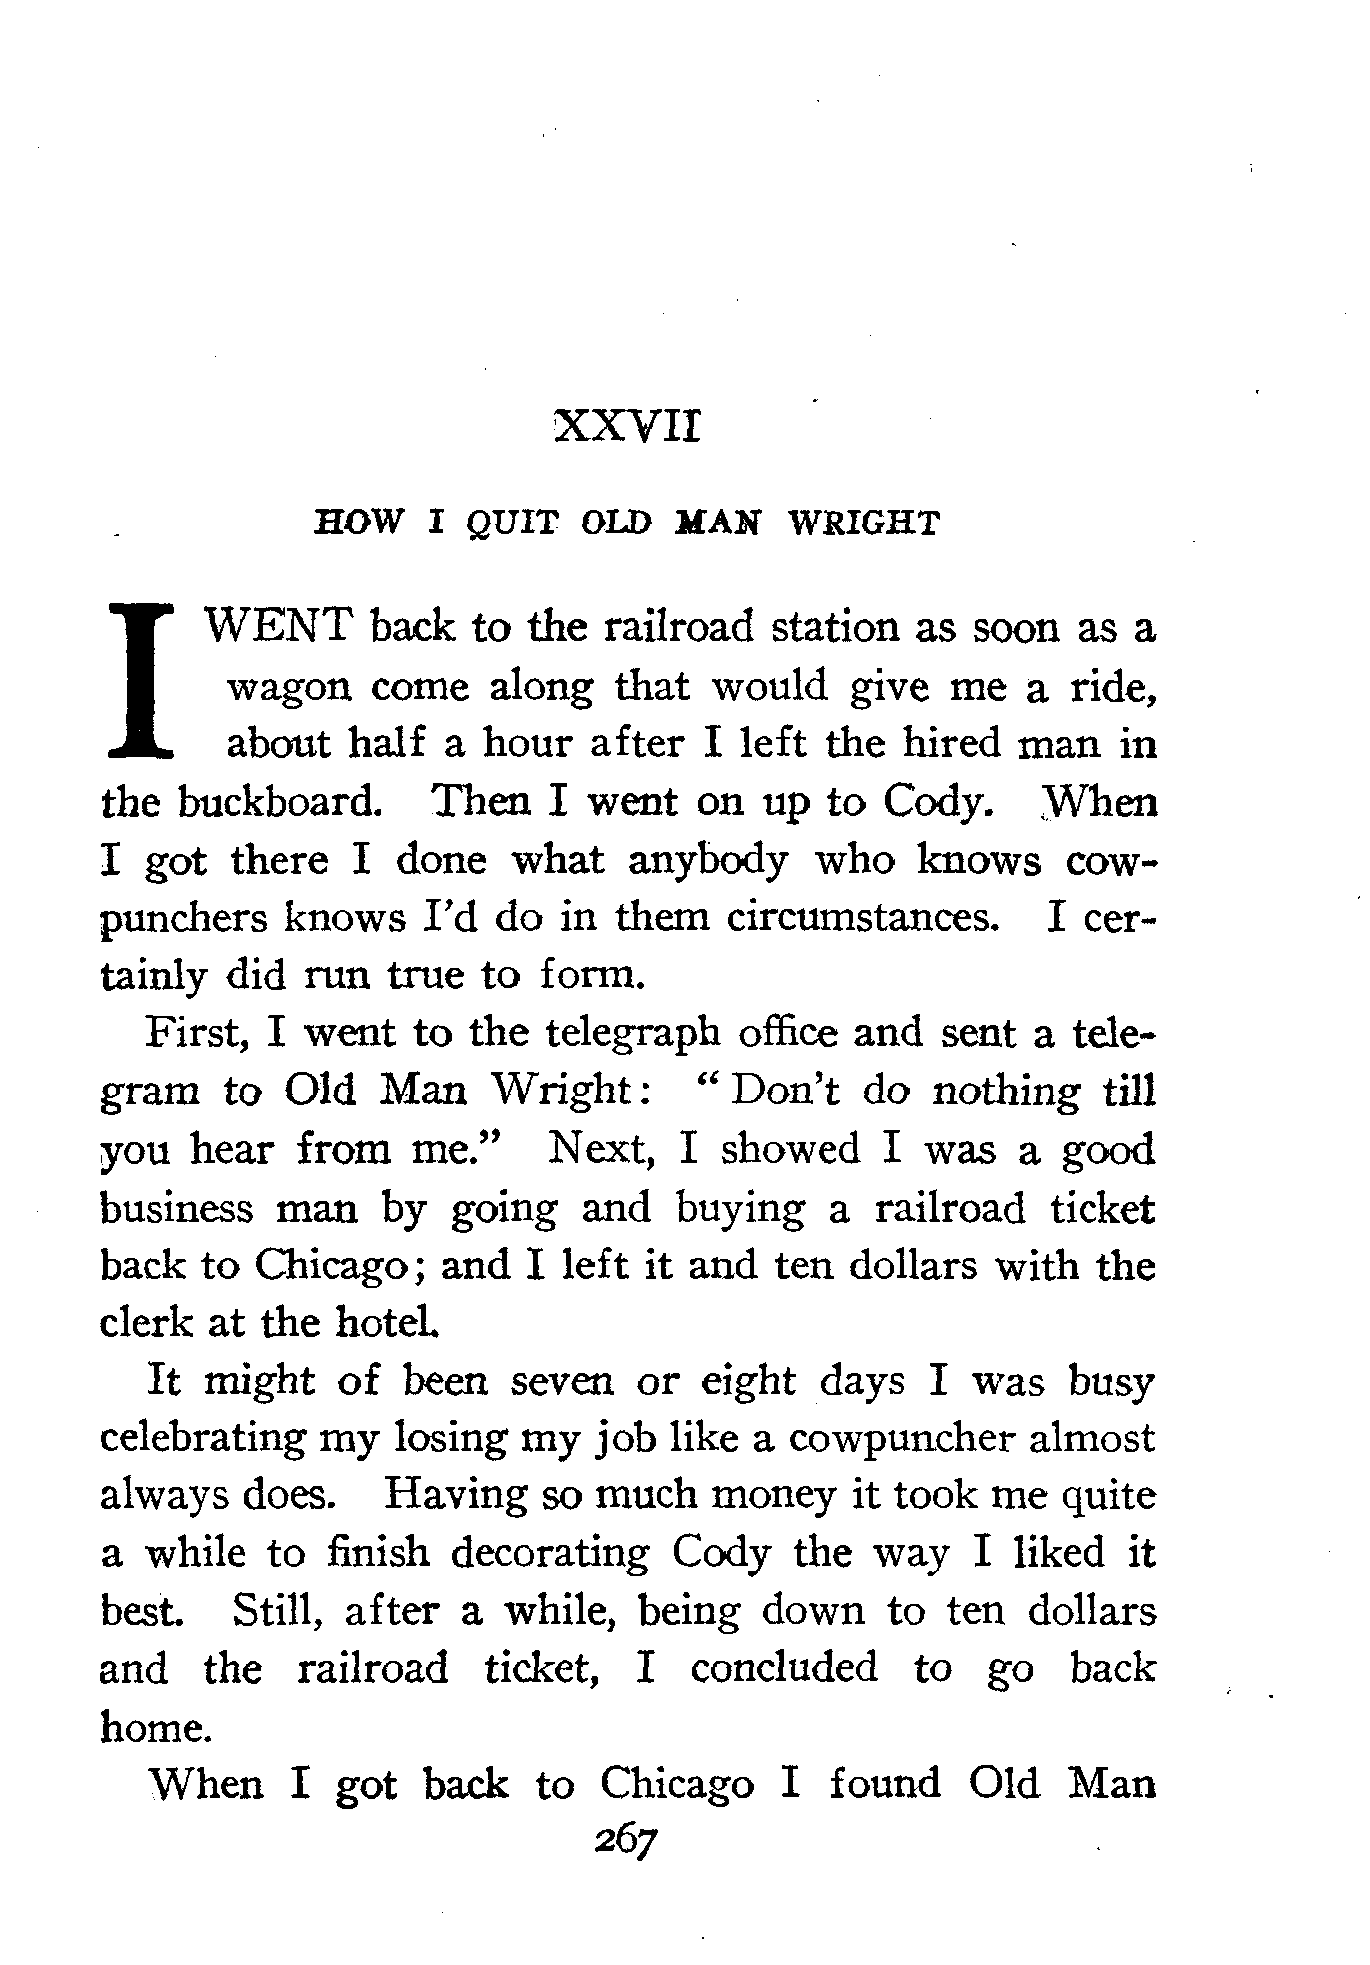 XXVII
HOW I QUIT OLD MAN WRIGHT
I WENT back to the railroad station as soon as a
wagon come along that would give me a ride,
about half a hour after I left the hired man in
the buckboard. Then I went on up to Cody. When
I got there I done what anybody who knows cow-
punchers knows I'd do in them circumstances. I cer-
tainly did run true to form.
First, I went to the telegraph office and sent a tele-
gram to Old Man Wright: “Don't do nothing till
you hear from me.” Next, I showed I was a good
business man by going and buying a railroad ticket
back to Chicago; and I left it and ten dollars with the
clerk at the hotel.
It might of been seven or eight days I was busy
celebrating my losing my job like a cowpuncher almost
always does. Having so much money it took me quite
a while to finish decorating Cody the way I liked it
best. Still, after a while, being down to ten dollars
and the railroad ticket, I concluded to go back
home.
When I got back to Chicago I found Old Man
267